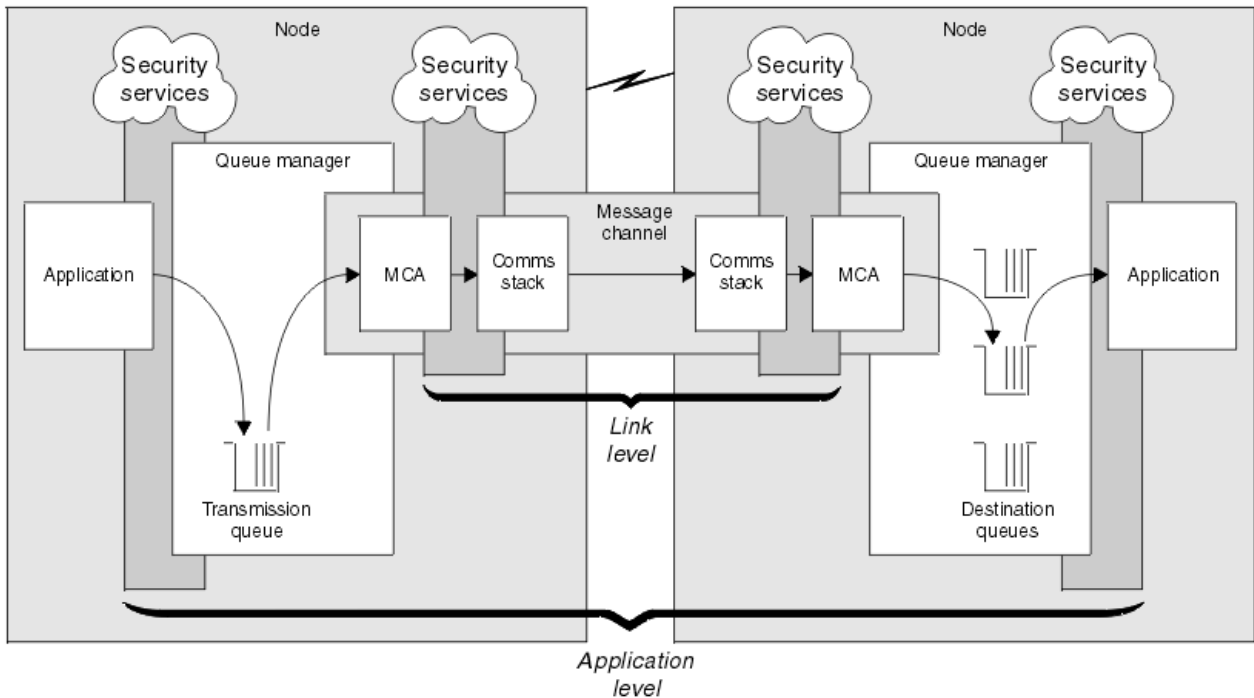 Node
Node
Security
services
Security
services
Security
services
Security
services
Queue manager
Queue manager
Message
channel
Application
MCA
Comms
stack
Comms
stack
MCA
Application
Link
level
Transmission
queue
Destination
queues
Application
level